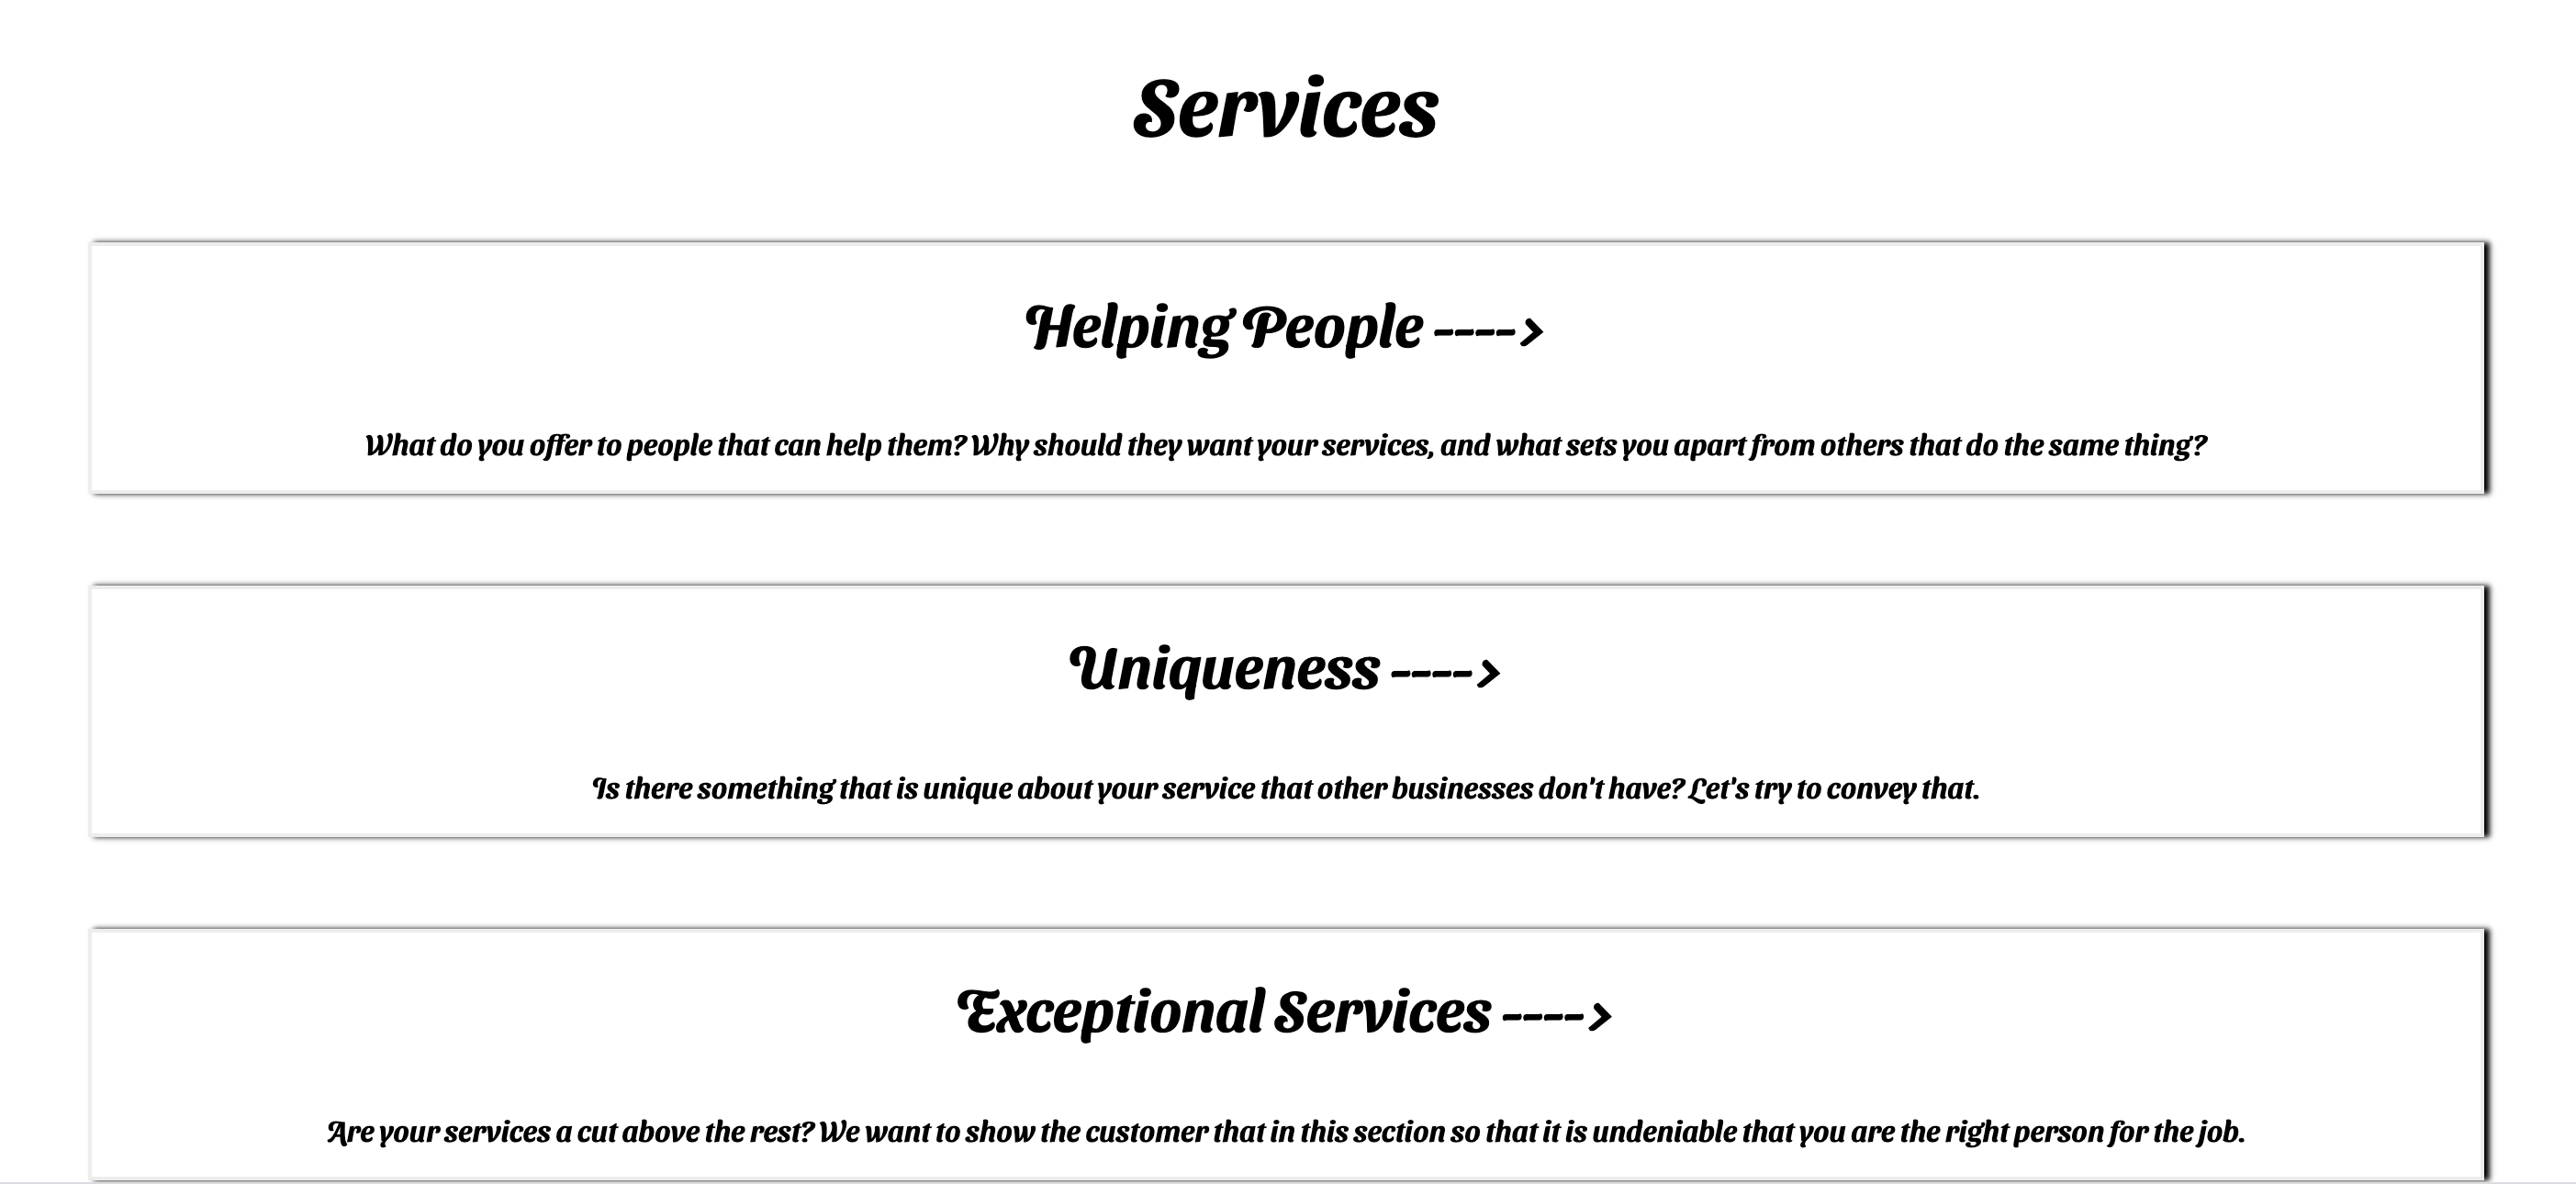 Services
Helping People ---->
What do you offer to people that can help them? Why should they want your services, and what sets you apart from others that do the same thing?
Uniqueness ---->
Is there something that is unique about your service that other businesses don't have? Let's try to convey that.
Exceptional Services ---->
Are your services a cut above the rest? We want to show the customer that in this section so that it is undeniable that you are the right person for the job.